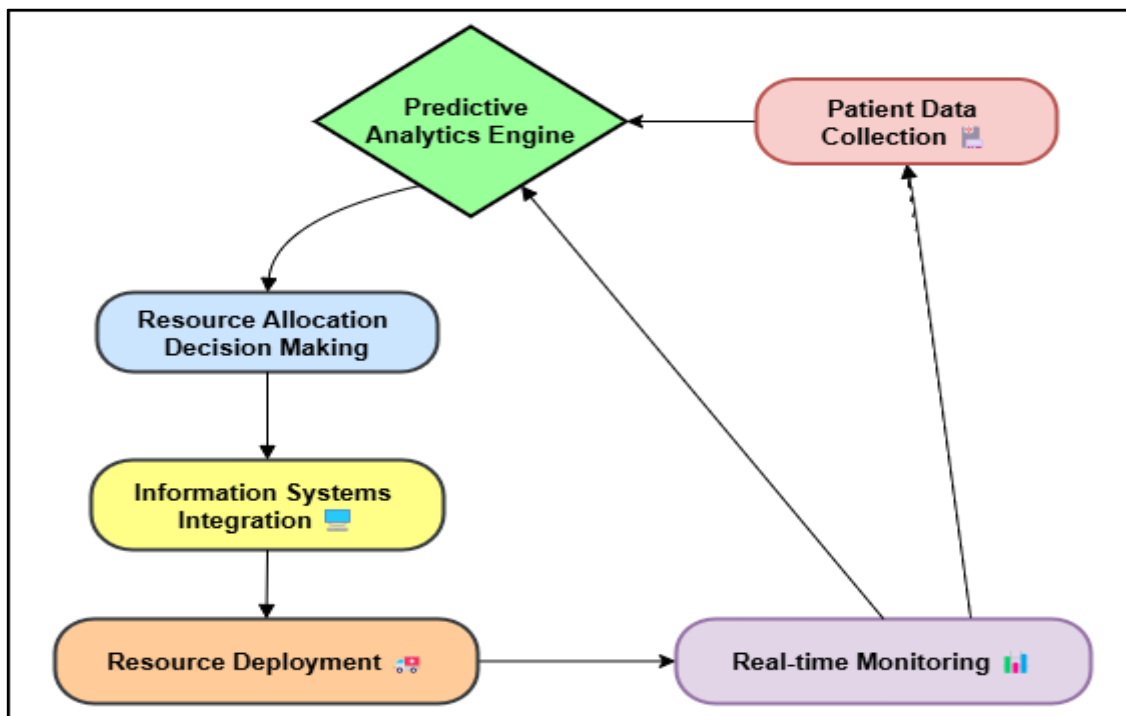 Predictive
Analytics Engine
Patient Data
Collection
Resource Allocation
Decision Making
Information Systems
Integration
Resource Deployment
Real-time Monitoring